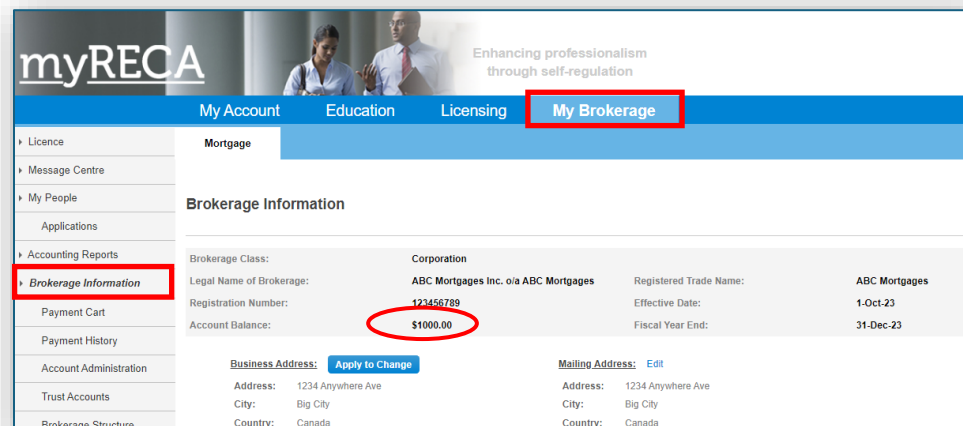 myRECA
Enhancing professionalism
through self-regulation
My Account Education Licensing My Brokerage
Licence
Message Centre
My People
Applications
Accounting Reports
Brokerage Information
Payment Cart
Payment History
Account Administration
Trust Accounts
Brokerage Structure
Mortgage
Brokerage Information
Brokerage Class: Corporation
Legal Name of Brokerage: ABC Mortgages Inc. o/a ABC Mortgages Registered Trade Name: ABC Mortgages
Registration Number: 123456789 Effective Date: 1-Oct-23
Account Balance: $1000.00 Fiscal Year End: 31-Dec-23
Business Address: Apply to Change
Address: 1234 Anywhere Ave
City: Big City
Country: Canada
Mailing Address: Edit
Address: 1234 Anywhere Ave
City: Big City
Country: Canada